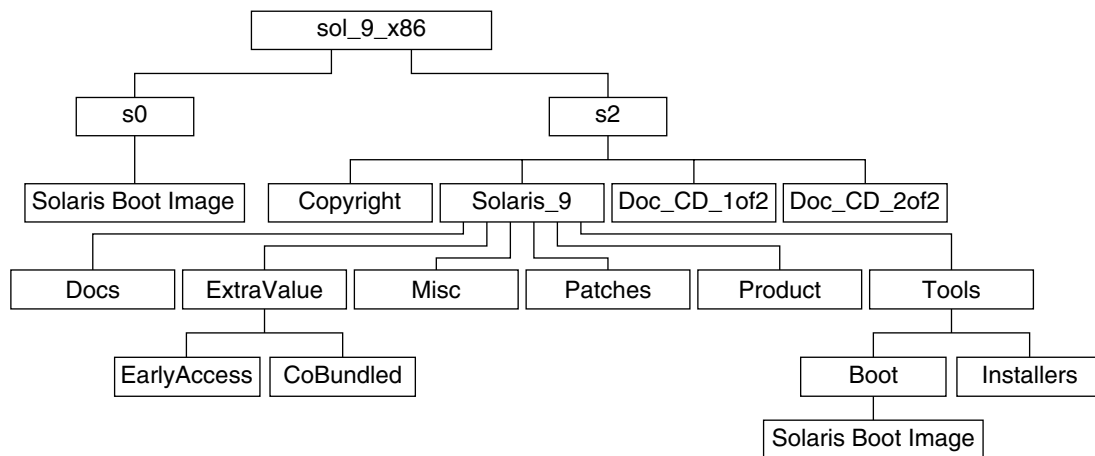 sol_9_x86
s0
s2
Solaris Boot Image
Copyright
Solaris_9
Doc_CD_1of2
Doc_CD_2of2
Docs
ExtraValue
Misc
Patches
Product
Tools
EarlyAccess
CoBundled
Boot
Installers
Solaris Boot Image